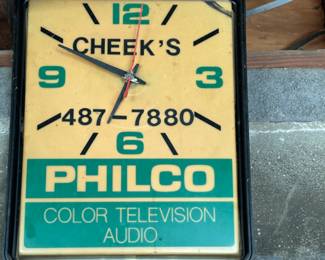 12
CHEEK'S
9 3
487-7880
6
PHILCO
COLOR TELEVISION
AUDIO